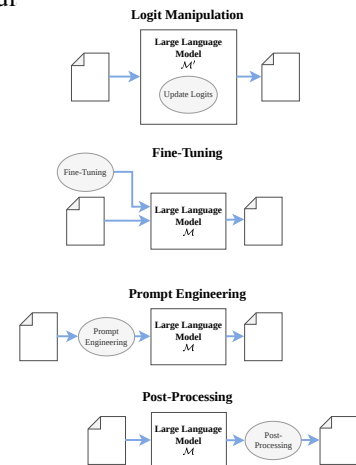 Logit Manipulation
Large Language
Model
M′
Update Logits
Fine-Tuning
Fine-Tuning
Large Language
Model
M
Prompt Engineering
Prompt
Engineering
Large Language
Model
M
Post-Processing
Large Language
Model
M
Post-
Processing